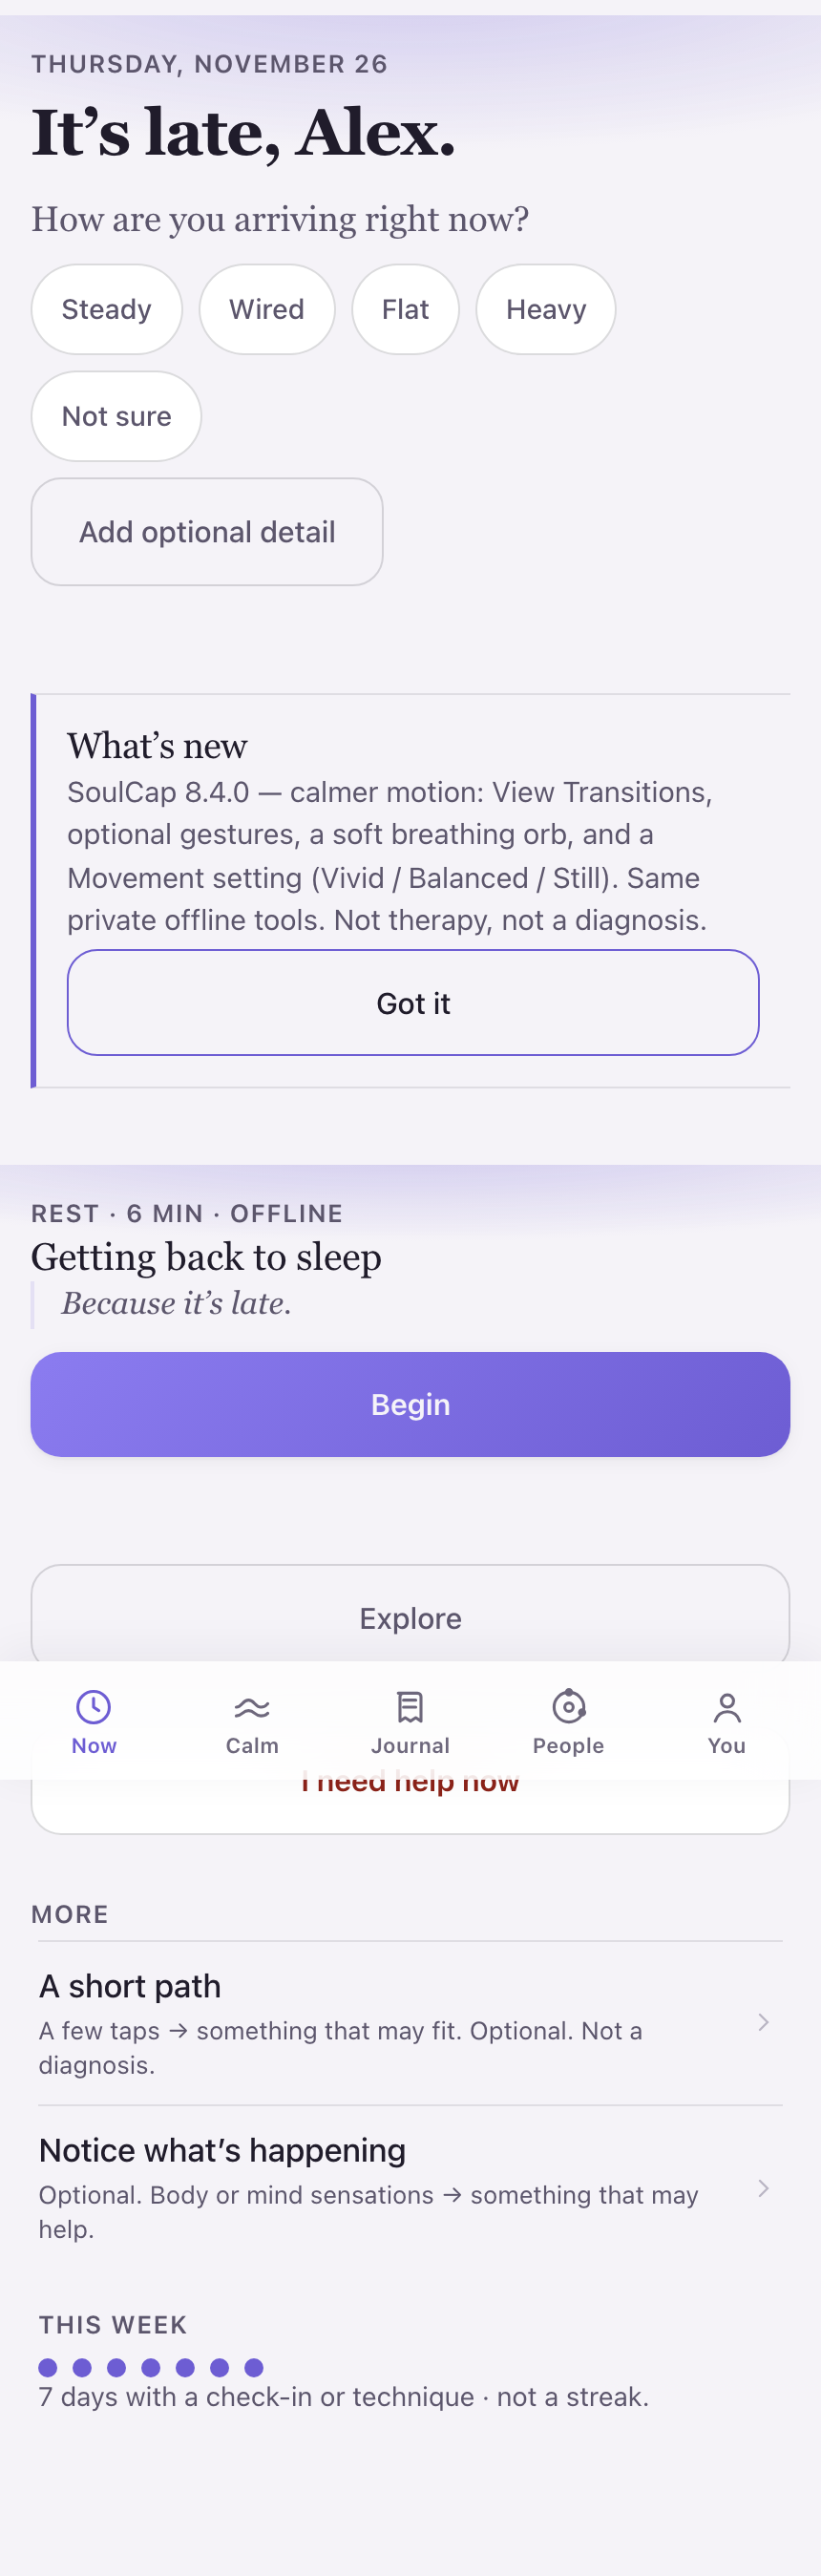 THURSDAY, NOVEMBER 26
It’s late, Alex.
How are you arriving right now?
Steady
Wired
Flat
Heavy
Not sure
Add optional detail
What’s new
SoulCap 8.4.0 — calmer motion: View Transitions,
optional gestures, a soft breathing orb, and a
Movement setting (Vivid / Balanced / Still). Same
private offline tools. Not therapy, not a diagnosis.
Got it
REST · 6 MIN · OFFLINE
Getting back to sleep
Because it’s late.
Begin
Explore
Now
Calm
Journal
People
You
I need help now
MORE
A short path
A few taps → something that may fit. Optional. Not a
diagnosis.
Notice what’s happening
Optional. Body or mind sensations → something that may
help.
THIS WEEK
7 days with a check-in or technique · not a streak.